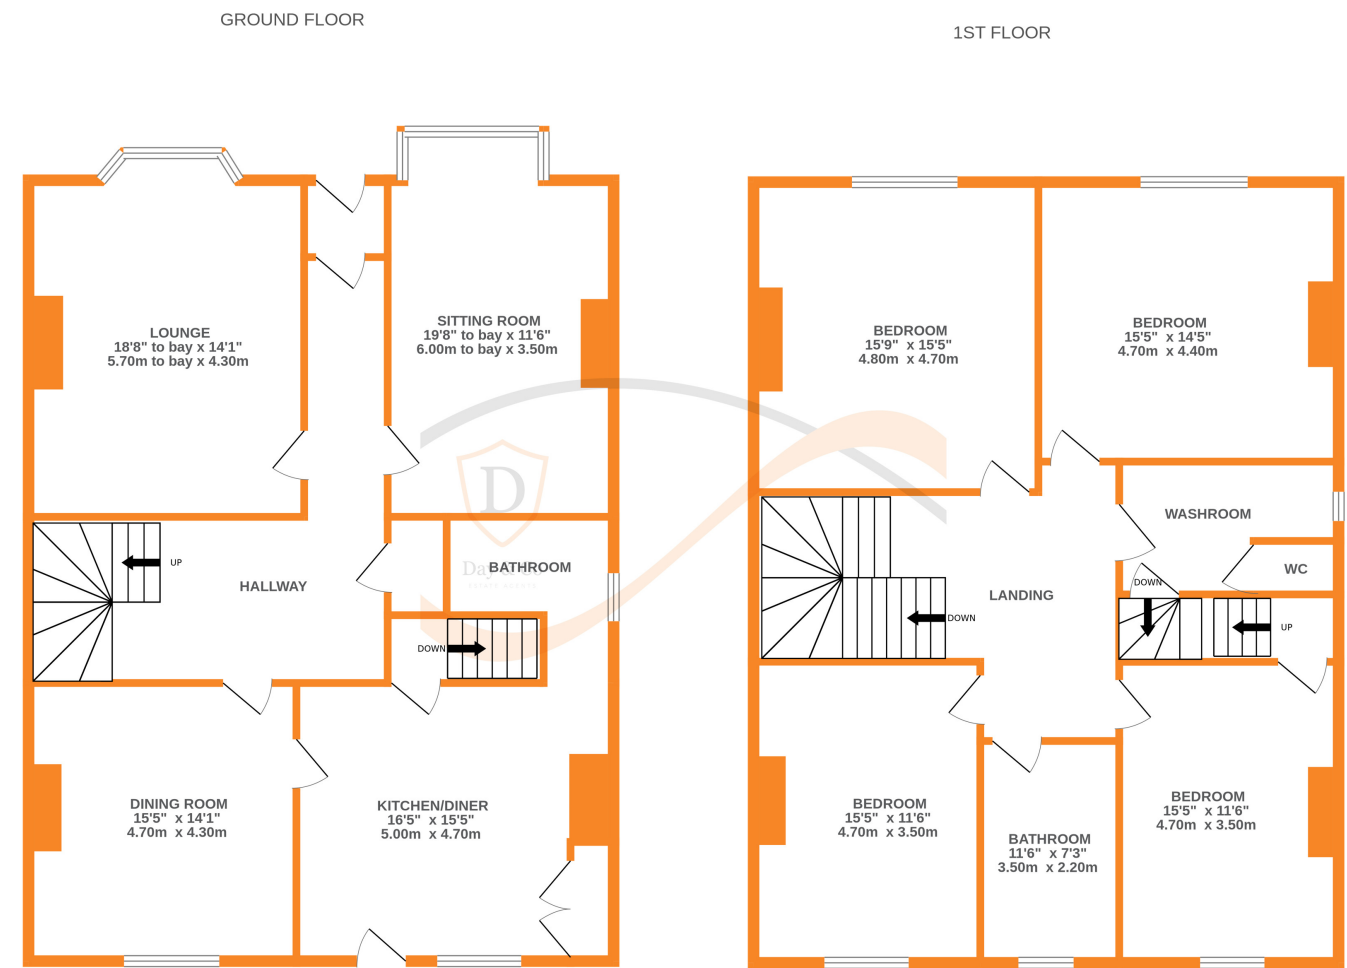 GROUND FLOOR
1ST FLOOR
LOUNGE
18'8" to bay x 14'1"
5.70m to bay x 4.30m
SITTING ROOM
19'8" to bay x 11'6"
6.00m to bay x 3.50m
UP
HALLWAY
BATHROOM
DOWN
D
Day &
DINING ROOM
15'5" x 14'1"
4.70m x 4.30m
KITCHEN/DINER
16'5" x 15'5"
5.00m x 4.70m
BEDROOM
15'9" x 15'5"
4.80m x 4.70m
BEDROOM
15'5" x 14'5"
4.70m x 4.40m
WASHROOM
WC
DOWN
LANDING
DOWN
UP
BEDROOM
15'5" x 11'6"
4.70m x 3.50m
BATHROOM
11'6" x 7'3"
3.50m x 2.20m
BEDROOM
15'5" x 11'6"
4.70m x 3.50m